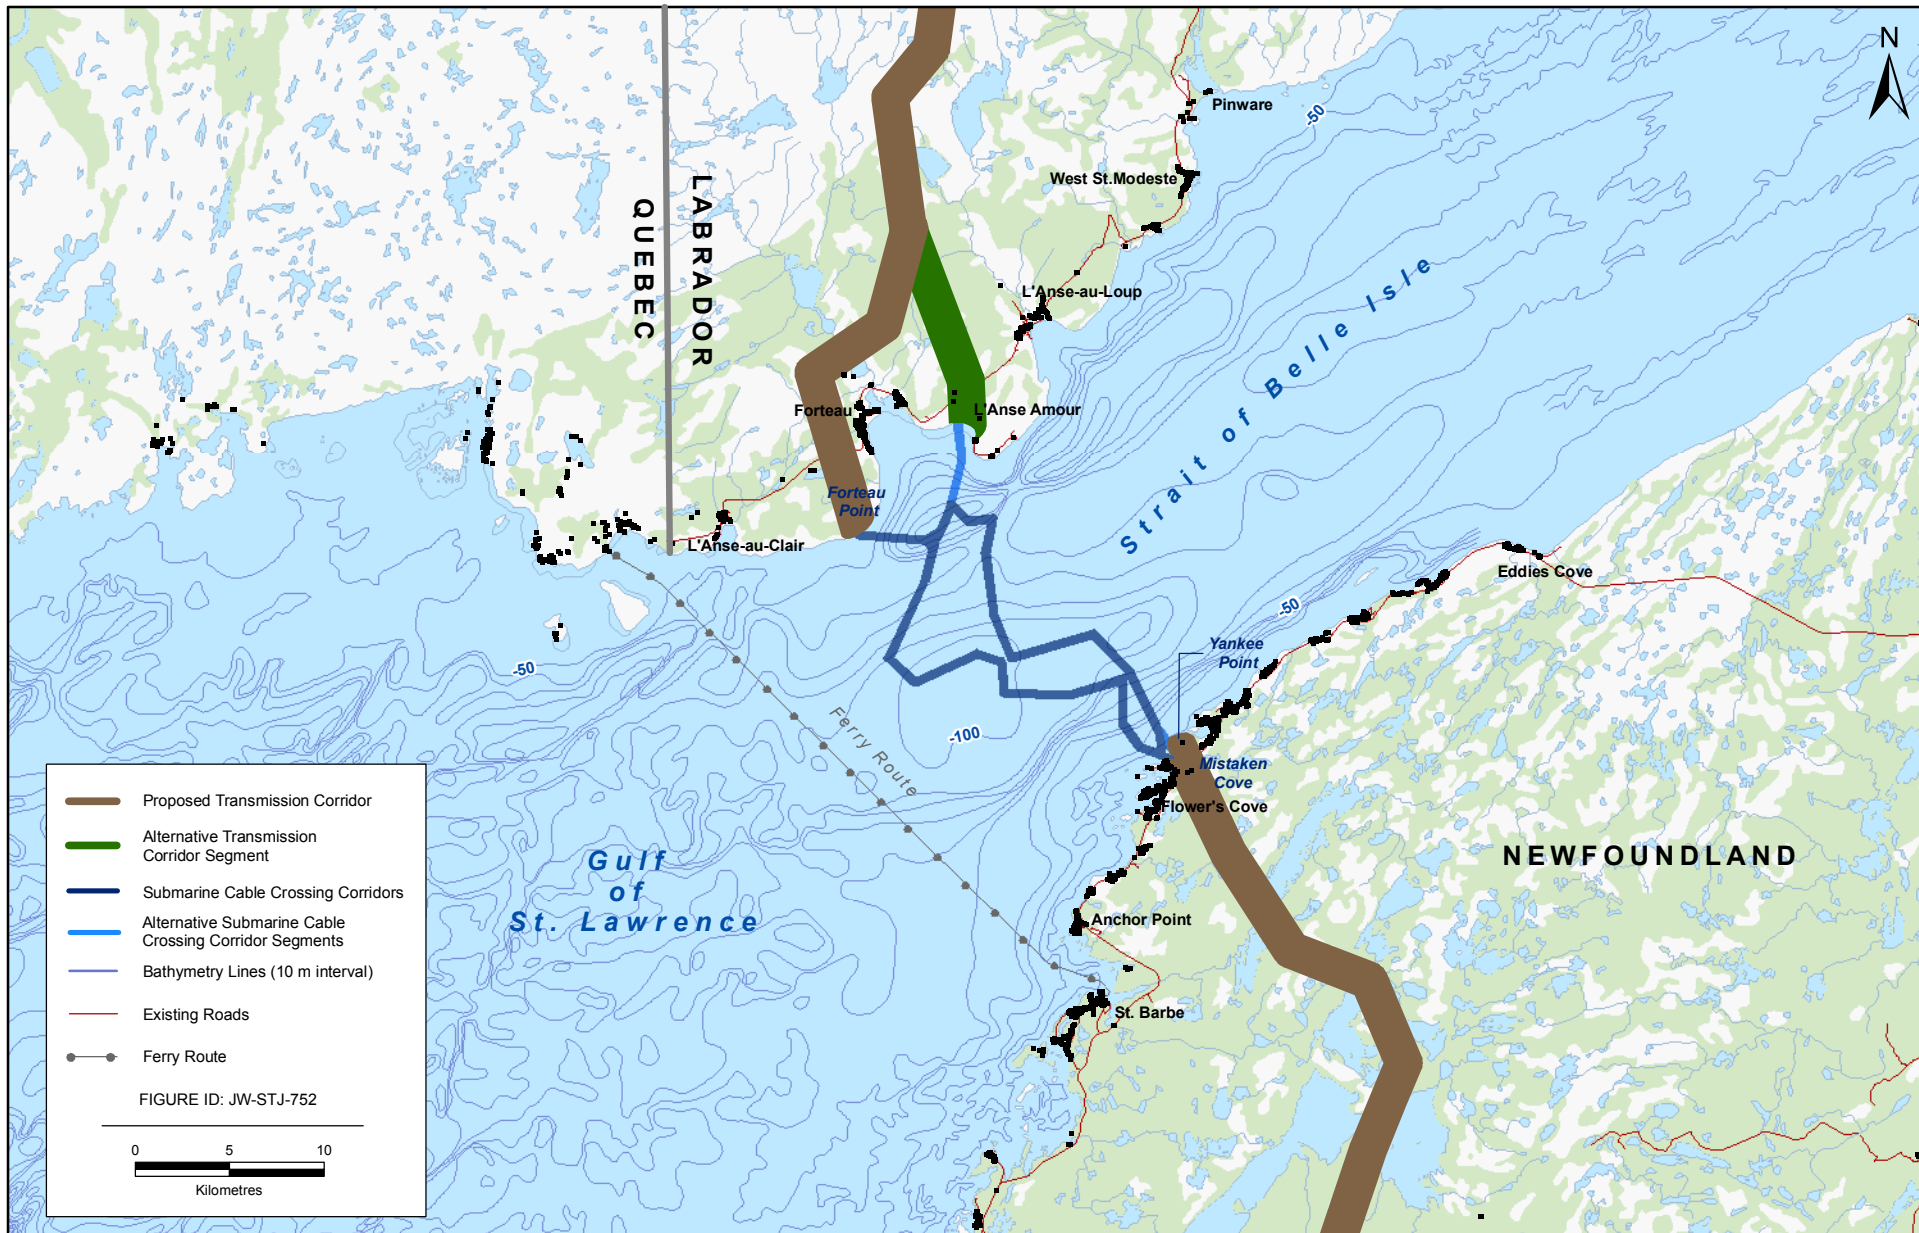 N
Pinware
-50
West St.Modeste
QUEBEC
LABRADOR
L'Anse-au-Loup
Strait of Belle Isle
Forteau
L'Anse Amour
Forteau
Point
L'Anse-au-Clair
Eddies Cove
-50
Yankee
Point
-50
Ferry Route
-100
Mistaken
Cove
Flower's Cove
NEWFOUNDLAND
Gulf
of
St. Lawrence
Anchor Point
St. Barbe
Proposed Transmission Corridor
Alternative Transmission
Corridor Segment
Submarine Cable Crossing Corridors
Alternative Submarine Cable
Crossing Corridor Segments
Bathymetry Lines (10 m interval)
Existing Roads
Ferry Route
FIGURE ID: JW-STJ-752
0 5 10
Kilometres